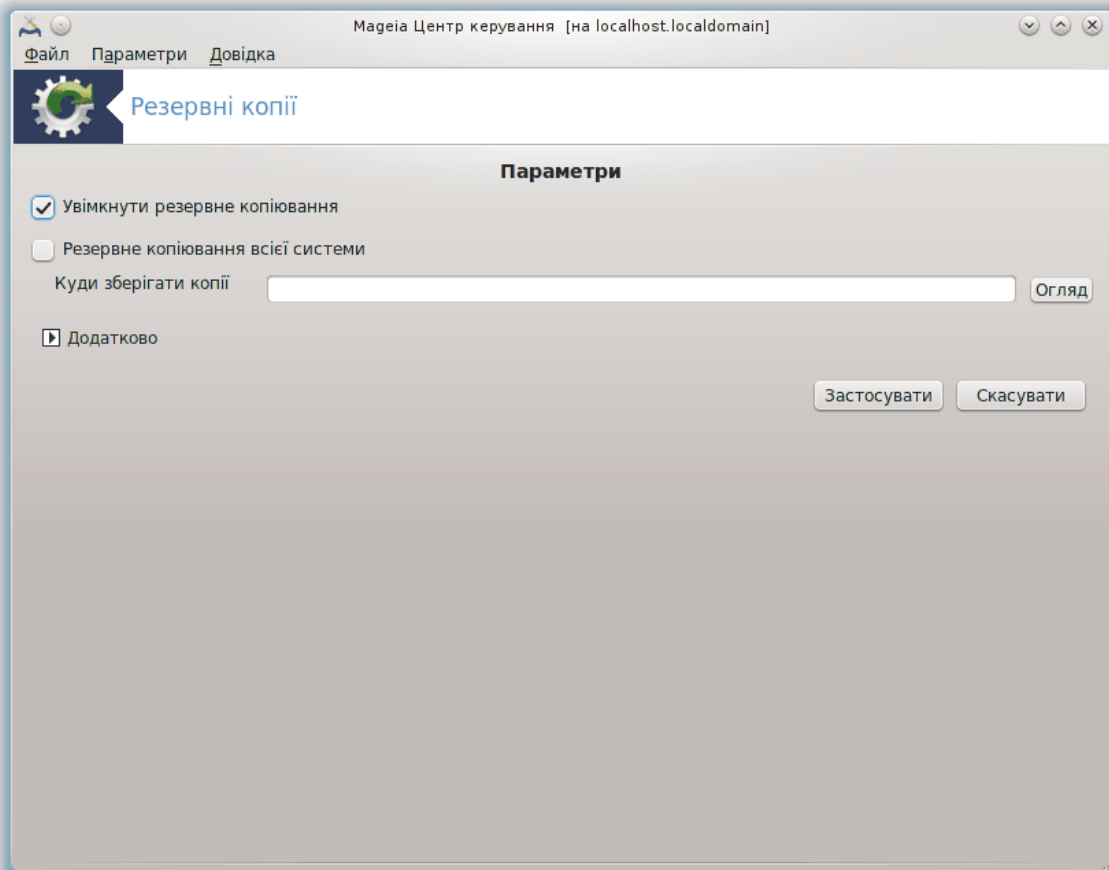 Mageia Центр керування [на localhost.localdomain]
Файл Параметри Довідка
Резервні копії
Параметри
Увімкнути резервне копіювання
Резервне копіювання всієї системи
Куди зберігати копії Огляд
Додатково
Застосувати Скасувати